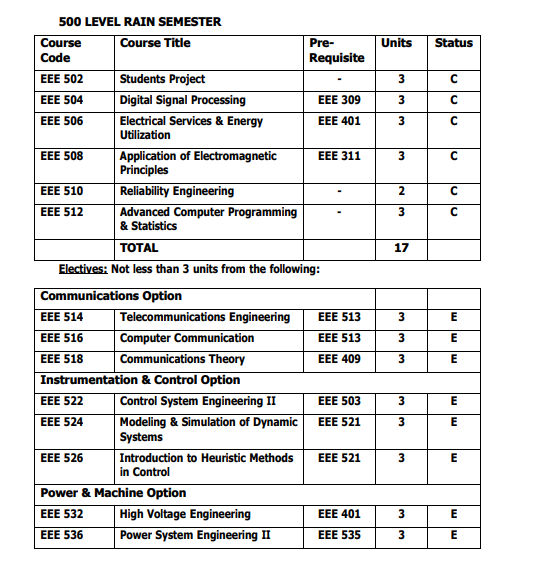 500 LEVEL RAIN SEMESTER
Course Code Course Title Pre-Requisite Units Status
EEE 502 Students Project - 3 C
EEE 504 Digital Signal Processing EEE 309 3 C
EEE 506 Electrical Services & Energy Utilization EEE 401 3 C
EEE 508 Application of Electromagnetic Principles EEE 311 3 C
EEE 510 Reliability Engineering - 2 C
EEE 512 Advanced Computer Programming & Statistics - 3 C
TOTAL 17
Electives: Not less than 3 units from the following:
Communications Option
EEE 514 Telecommunications Engineering EEE 513 3 E
EEE 516 Computer Communication EEE 513 3 E
EEE 518 Communications Theory EEE 409 3 E
Instrumentation & Control Option
EEE 522 Control System Engineering II EEE 503 3 E
EEE 524 Modeling & Simulation of Dynamic Systems EEE 521 3 E
EEE 526 Introduction to Heuristic Methods in Control EEE 521 3 E
Power & Machine Option
EEE 532 High Voltage Engineering EEE 401 3 E
EEE 536 Power System Engineering II EEE 535 3 E